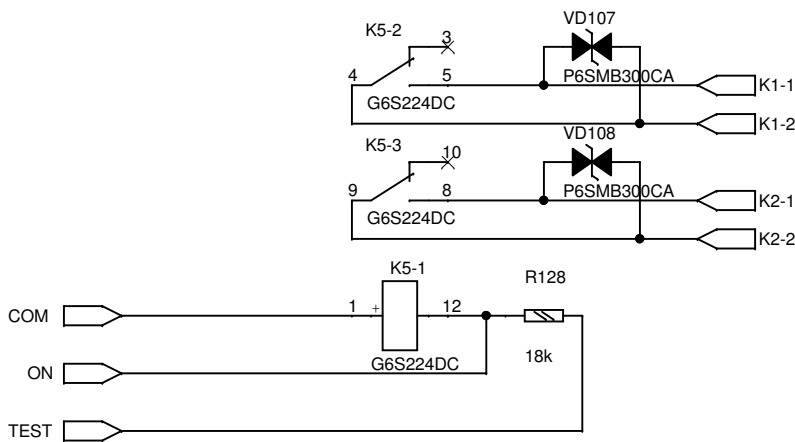 VD107
K5-2
3
4
5
P6SMB300CA
K1-1
G6S224DC
K1-2
VD108
K5-3
10
9
8
P6SMB300CA
K2-1
G6S224DC
K2-2
K5-1
R128
COM
1
+
12
G6S224DC
18k
ON
TEST